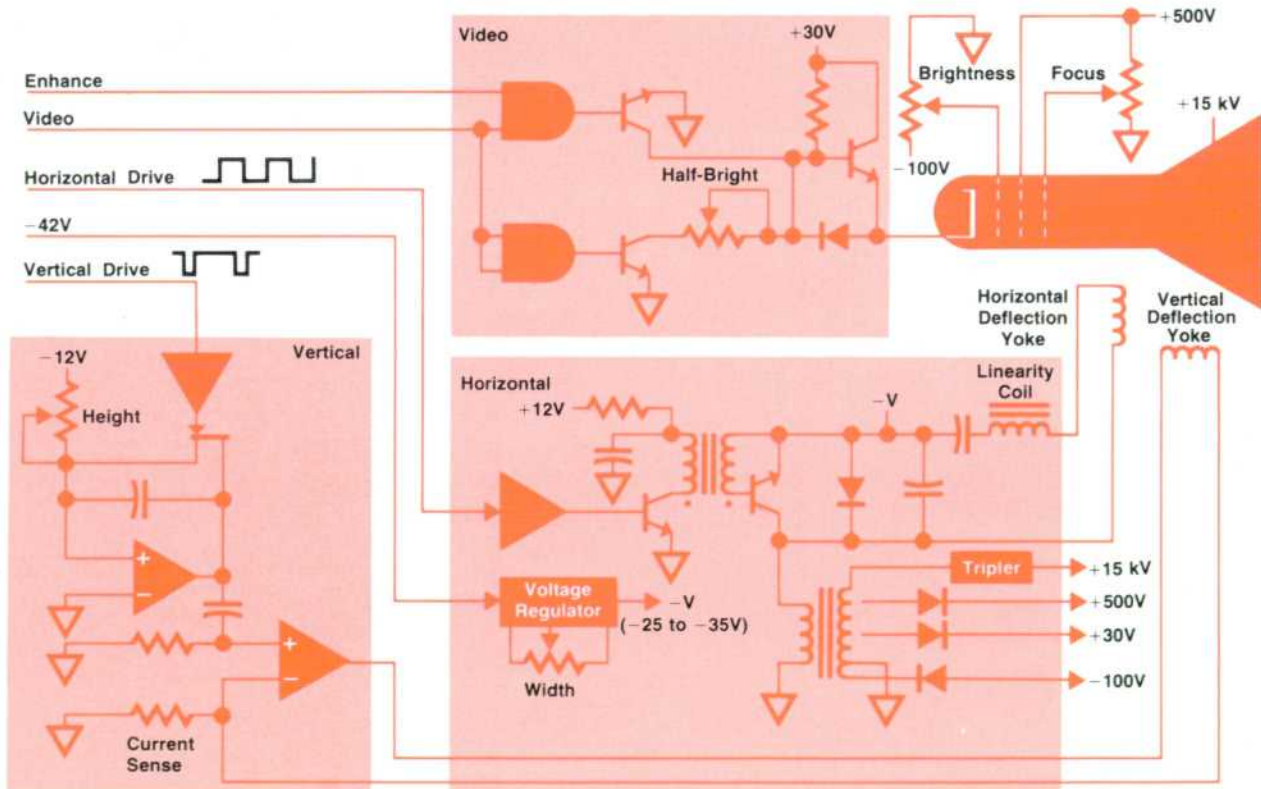 Video
+30V
+500V
Enhance
Brightness
Focus
Video
+15 kV
Horizontal Drive
Half-Bright
−100V
−42V
Vertical Drive
Horizontal
Deflection
Yoke
Vertical
Deflection
Yoke
Vertical
−12V
Height
Horizontal
+12V
−V
Linearity
Coil
+
−
Voltage
Regulator
−V
(−25 to −35V)
Width
Tripler
+15 kV
+500V
+30V
−100V
+
−
Current
Sense